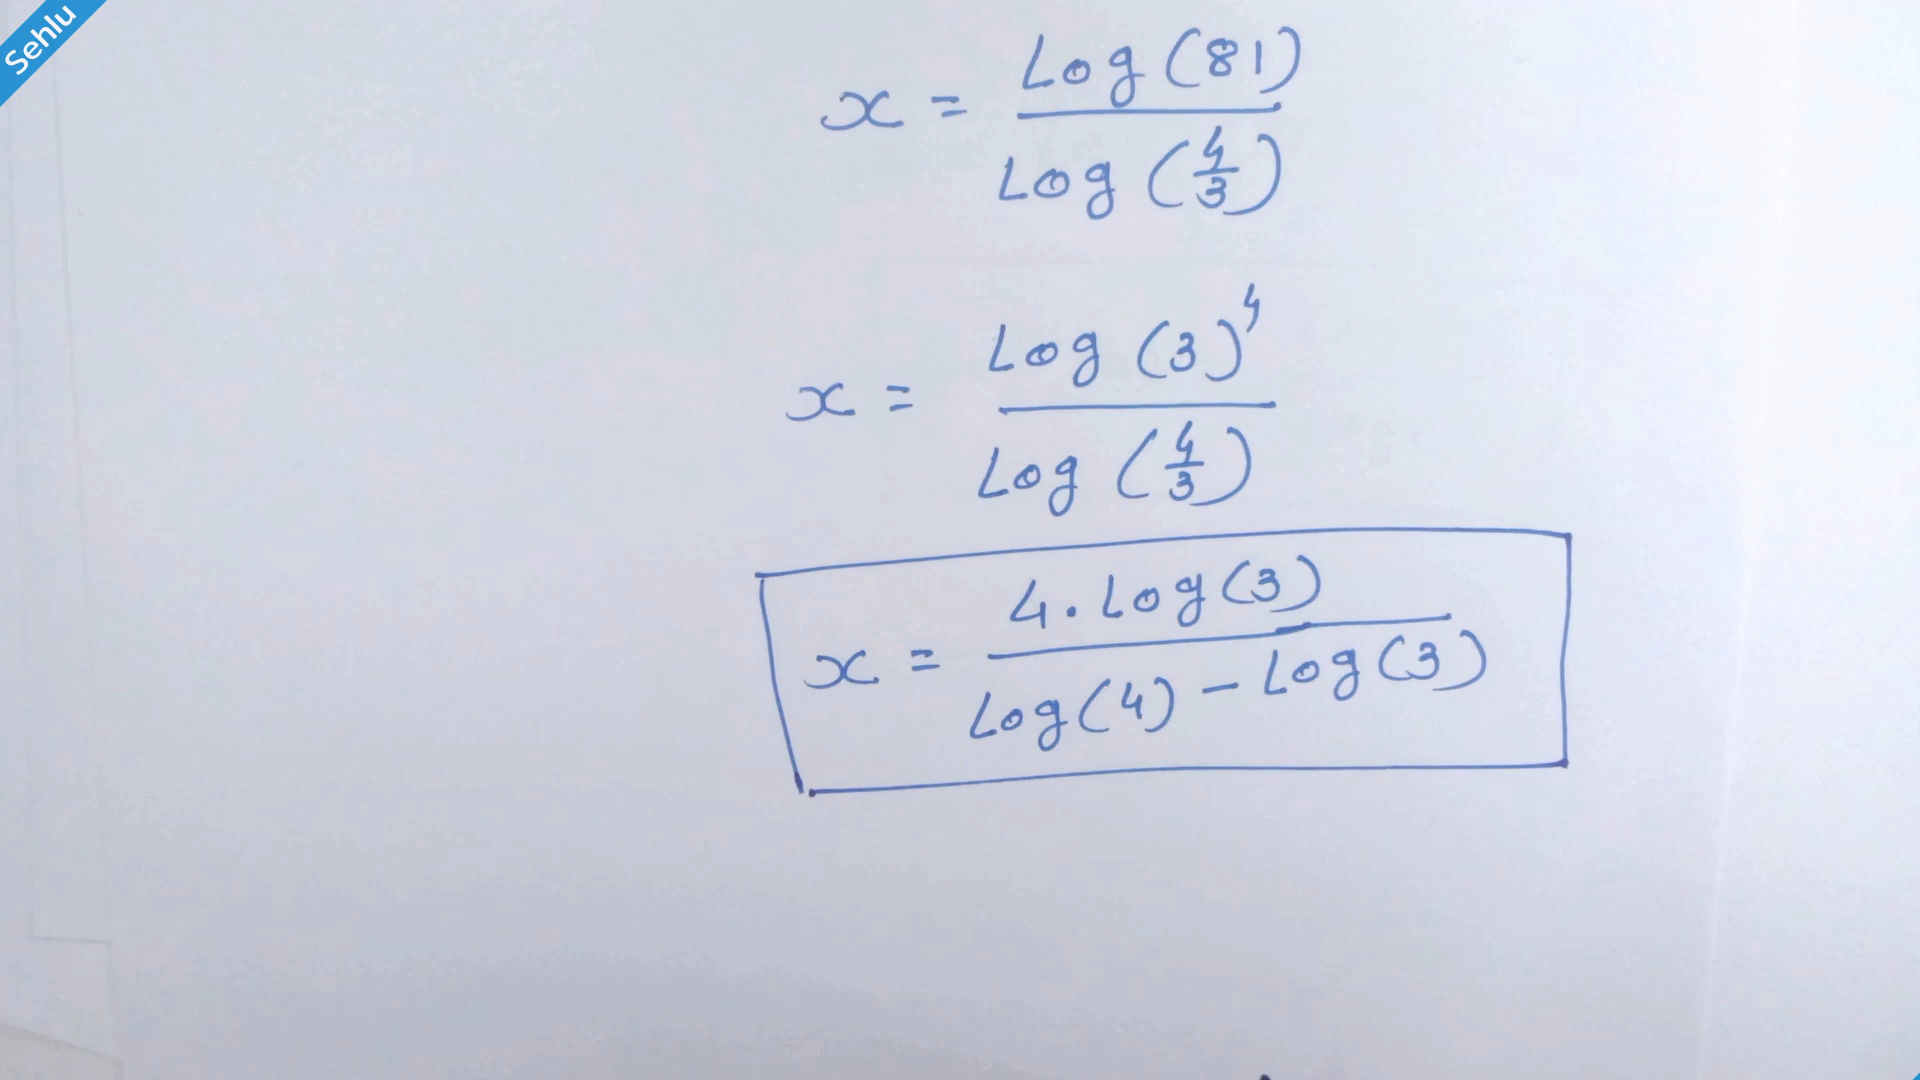 Sehlu
x = Log (81) / Log (4/3)
x = Log (3)^4 / Log (4/3)
x = 4 . Log (3) / Log (4) - Log (3)